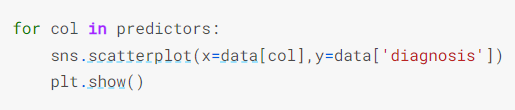 for col in predictors:
    sns.scatterplot(x=data[col],y=data['diagnosis'])
    plt.show()